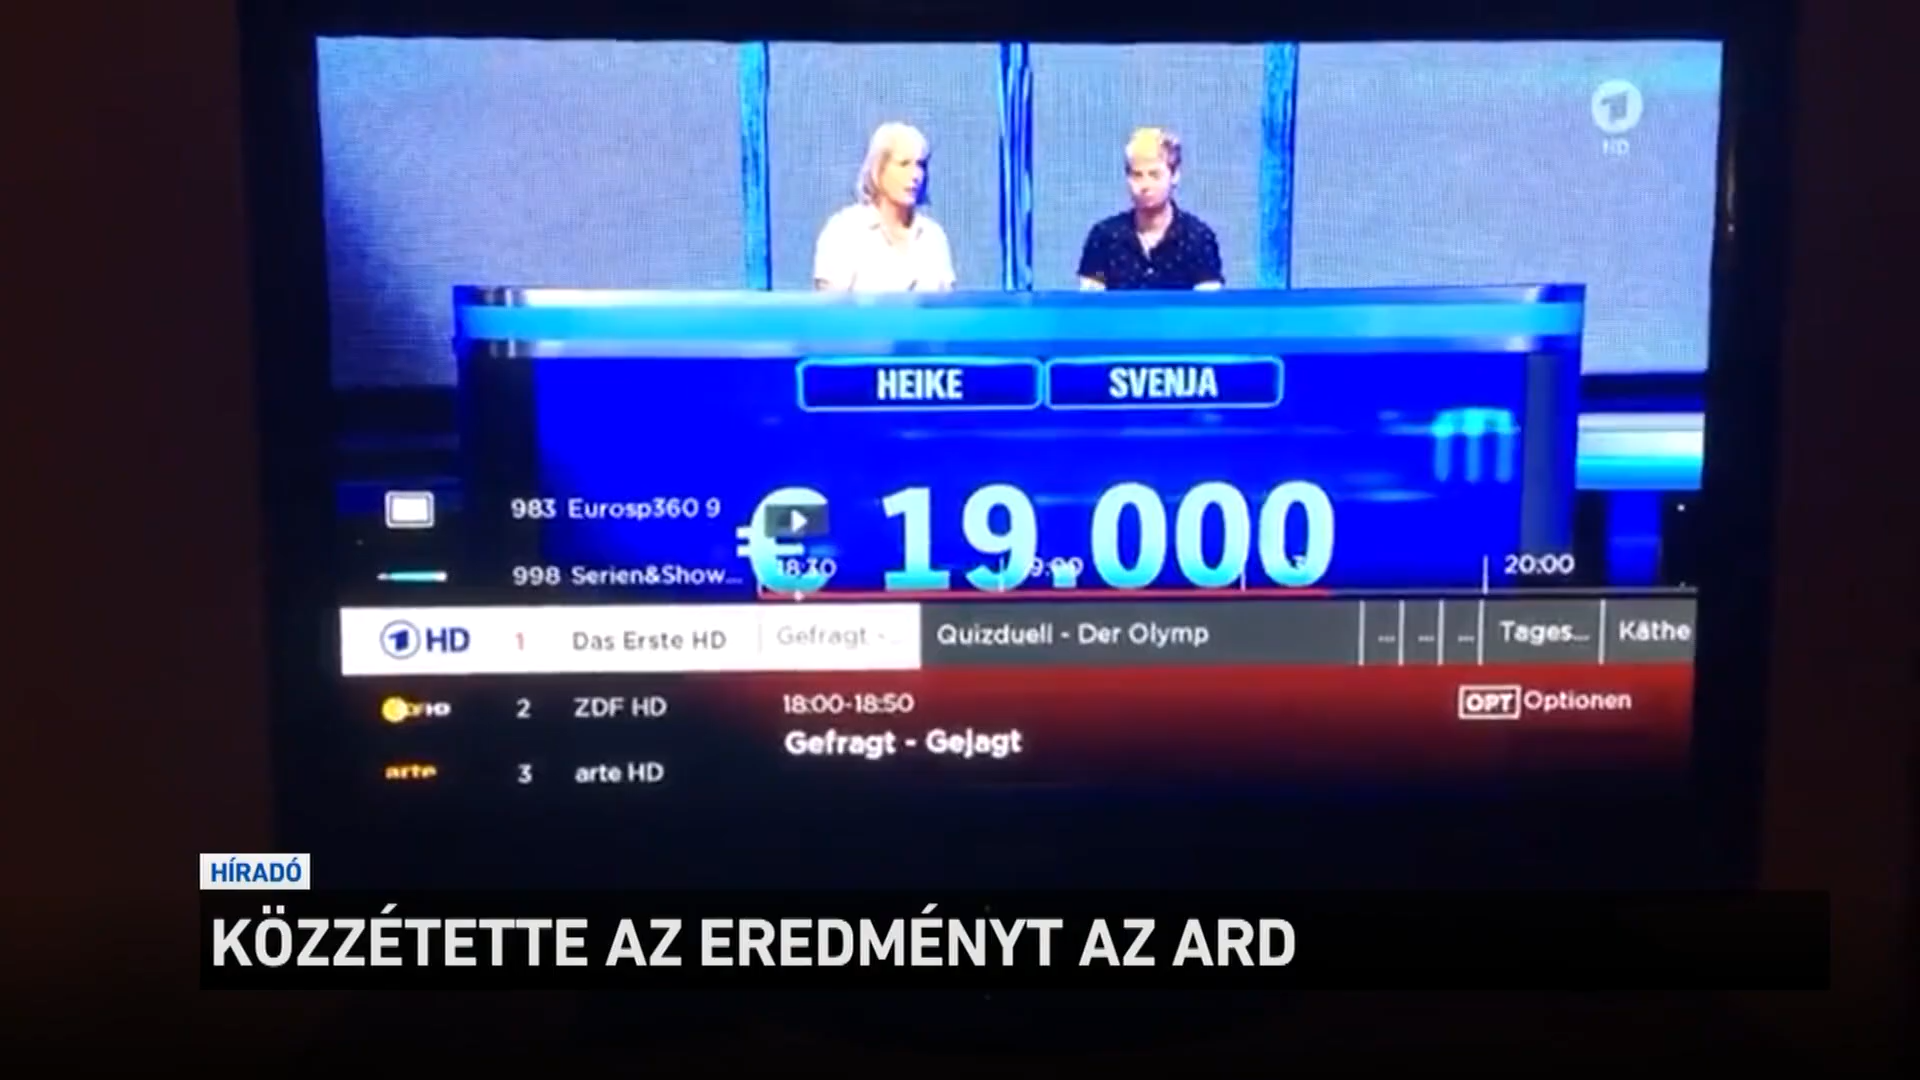 HD
HEIKE SVENJA
€ 19.000
983 Eurosp360 9
998 Serien&Show...
18:30 20:00
HD 1 Das Erste HD Gefragt -... Quizduell - Der Olymp ... ... ... Tages... Käthe
2 ZDF HD 18:00-18:50 OPT Optionen
Gefragt - Gejagt
arte 3 arte HD
HÍRADÓ
KÖZZÉTETTE AZ EREDMÉNYT AZ ARD